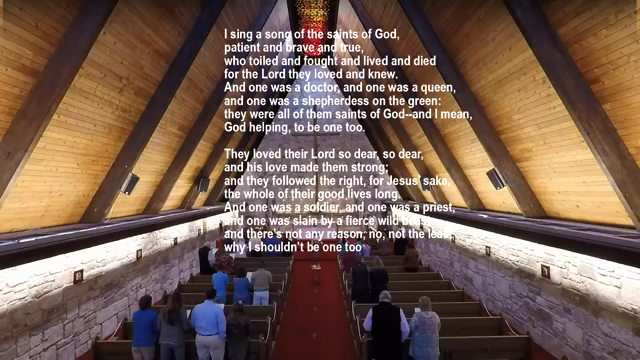 I sing a song of the saints of God,
patient and brave and true,
who toiled and fought and lived and died
for the Lord they loved and knew.
And one was a doctor, and one was a queen,
and one was a shepherdess on the green:
they were all of them saints of God--and I mean,
God helping, to be one too.
They loved their Lord so dear, so dear,
and his love made them strong;
and they followed the right, for Jesus' sake,
the whole of their good lives long.
And one was a soldier, and one was a priest,
and one was slain by a fierce wild beast:
and there's not any reason, no, not the least
why I shouldn't be one too